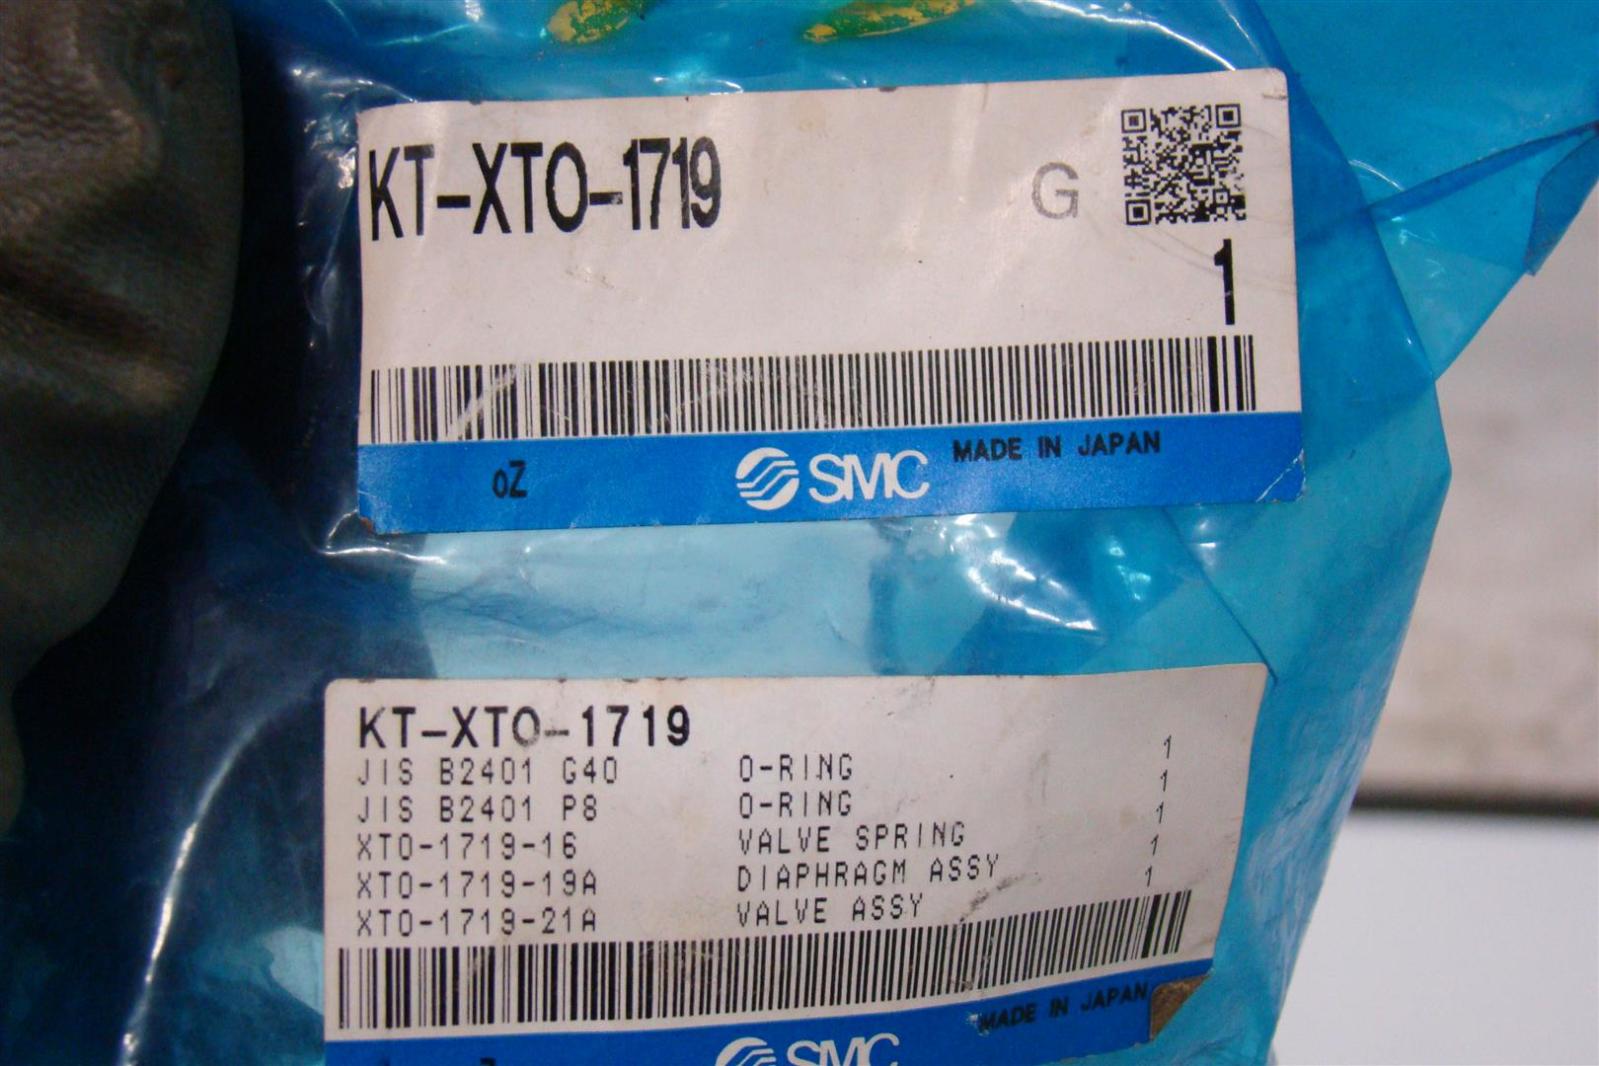 KT-XTO-1719
G
1
oZ
SMC
MADE IN JAPAN
KT-XTO-1719
JIS B2401 G40 O-RING 1
JIS B2401 P8 O-RING 1
XTO-1719-16 VALVE SPRING 1
XTO-1719-19A DIAPHRAGM ASSY 1
XTO-1719-21A VALVE ASSY 1
MADE IN JAPAN
SMC